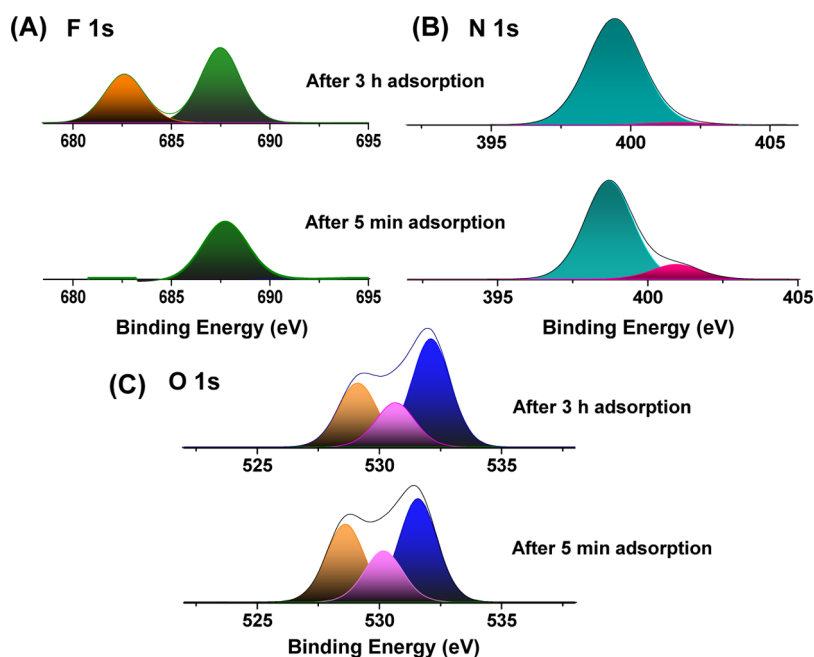 (A) F 1s
(B) N 1s
After 3 h adsorption
680 685 690 695
395 400 405
After 5 min adsorption
680 685 690 695
395 400 405
Binding Energy (eV)
Binding Energy (eV)
(C) O 1s
After 3 h adsorption
525 530 535
After 5 min adsorption
525 530 535
Binding Energy (eV)